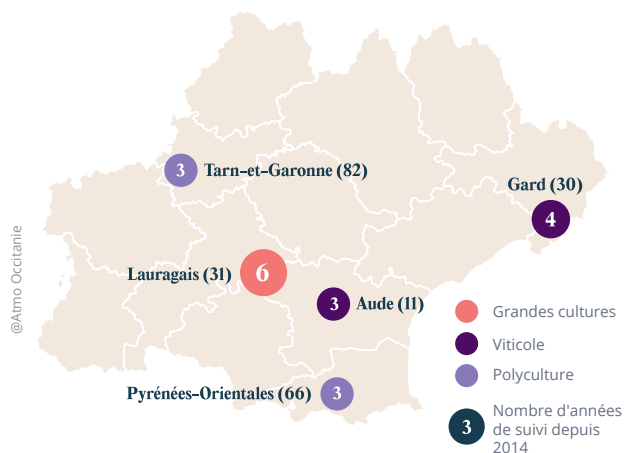 3 Tarn-et-Garonne (82)
Gard (30)
4
Lauragais (31) 6
3 Aude (11)
Pyrénées-Orientales (66) 3
@Atmo Occitanie
Grandes cultures
Viticole
Polyculture
3
Nombre d'années
de suivi depuis
2014